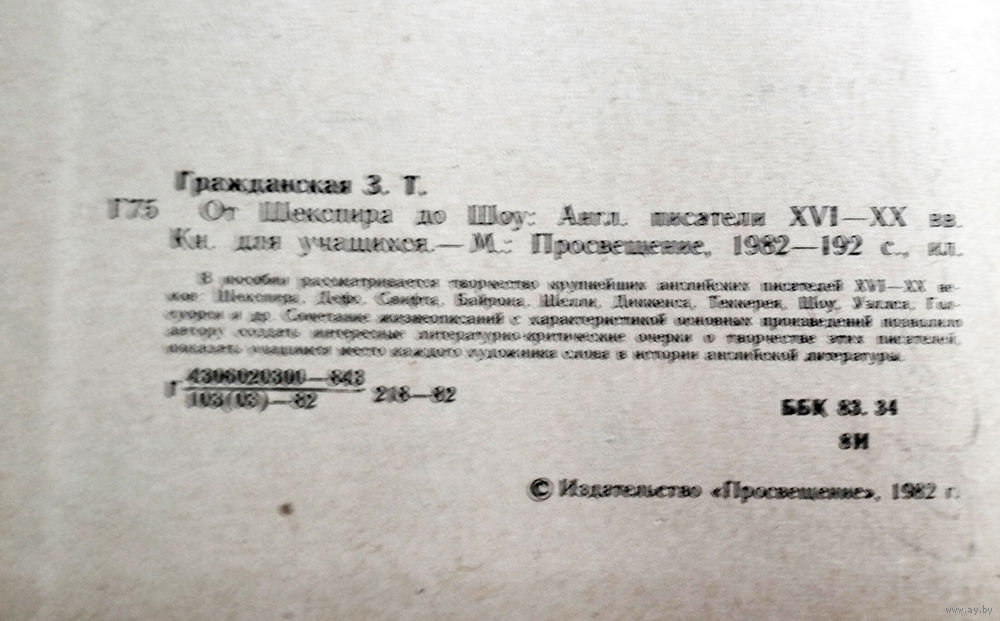 Гражданская З. Т.
Г75 От Шекспира до Шоу: Англ. писатели XVI—XX вв.
Кн. для учащихся.— М.: Просвещение, 1982—192 с., ил.
В пособии рассматривается творчество крупнейших английских писателей XVI—XX ве-
ков: Шекспира, Дефо, Свифта, Байрона, Шелли, Диккенса, Теккерея, Шоу, Уэллса, Гол-
суорси и др. Сочетание жизнеописаний с характеристикой основных произведений позволило
автору создать интересные литературно-критические очерки о творчестве этих писателей,
показать учащимся место каждого художника слова в истории английской литературы.
Г 4306020300—843
103(03)—82 218—82
ББК 83. 34
8И
© Издательство «Просвещение», 1982 г.
www.ay.by